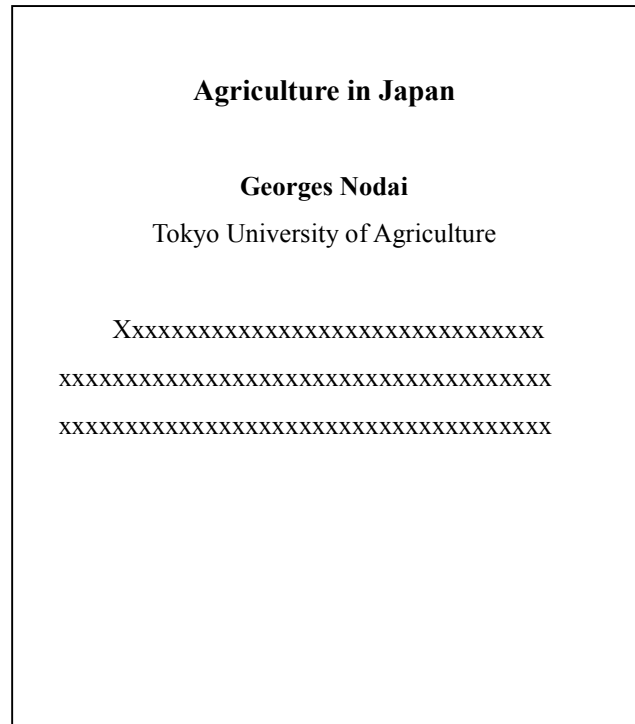 Agriculture in Japan
Georges Nodai
Tokyo University of Agriculture
Xxxxxxxxxxxxxxxxxxxxxxxxxxxxxxxx
xxxxxxxxxxxxxxxxxxxxxxxxxxxxxxxxxxxxx
xxxxxxxxxxxxxxxxxxxxxxxxxxxxxxxxxxxxx